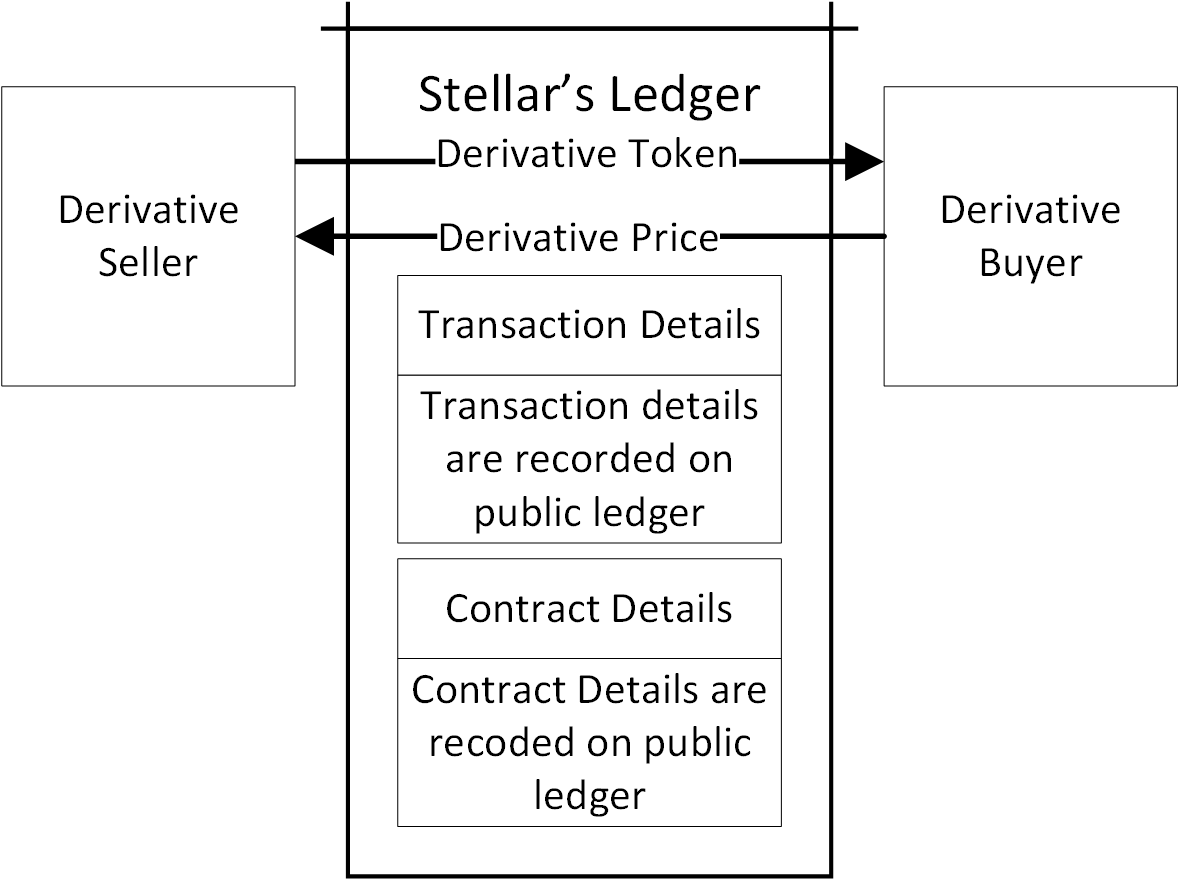 Stellar’s Ledger
Derivative Token
Derivative
Seller
Derivative
Buyer
Derivative Price
Transaction Details
Transaction details
are recorded on
public ledger
Contract Details
Contract Details are
recoded on public
ledger